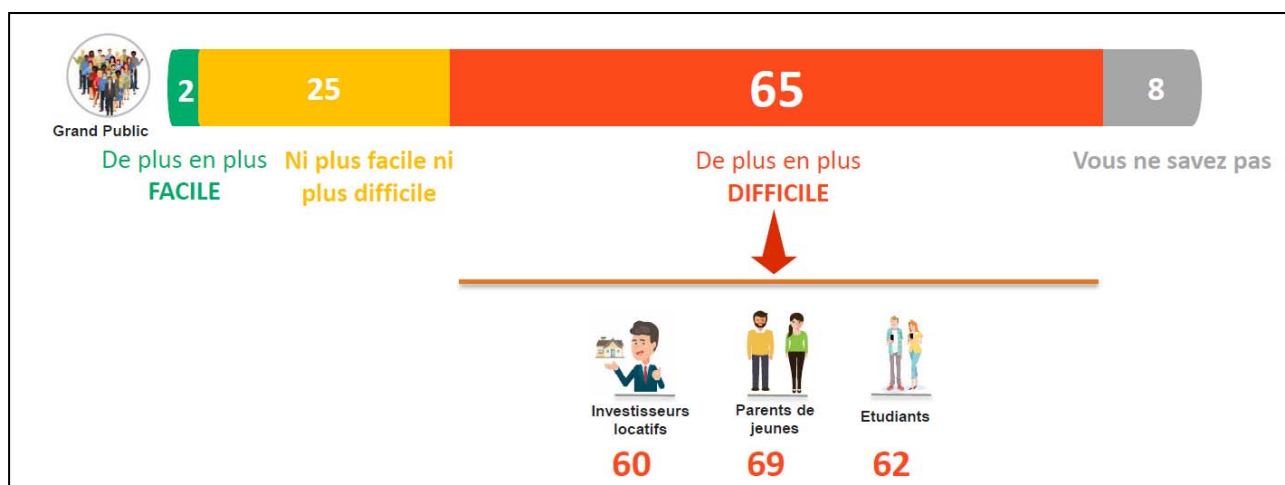 2
25
65
8
Grand Public
De plus en plus
FACILE
Ni plus facile ni
plus difficile
De plus en plus
DIFFICILE
Vous ne savez pas
Investisseurs
locatifs
60
Parents de
jeunes
69
Etudiants
62